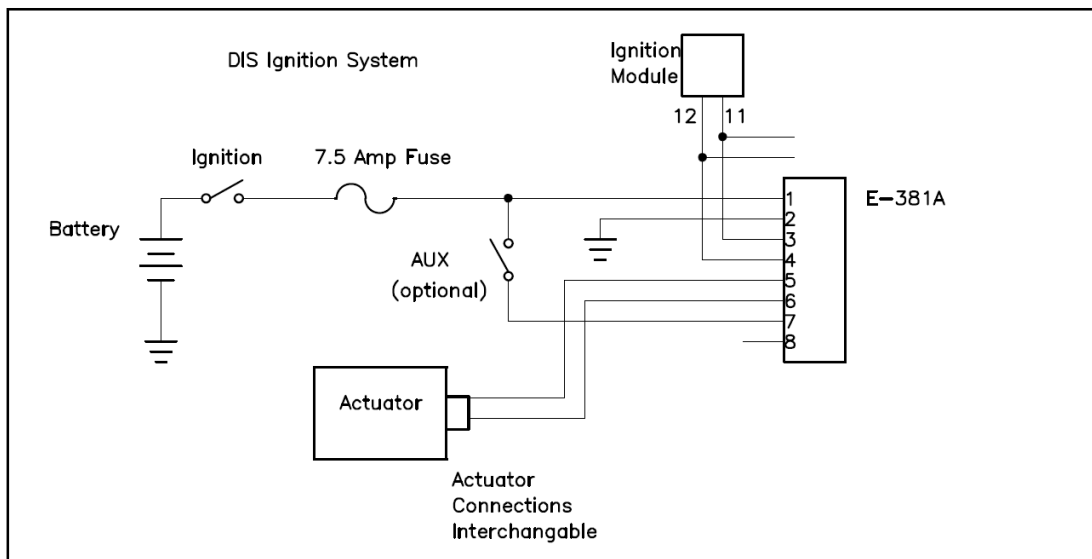 DIS Ignition System
Ignition
Module
12 11
Ignition
7.5 Amp Fuse
Battery
AUX
(optional)
1
2
3
4
5
6
7
8
E-381A
Actuator
Actuator
Connections
Interchangable